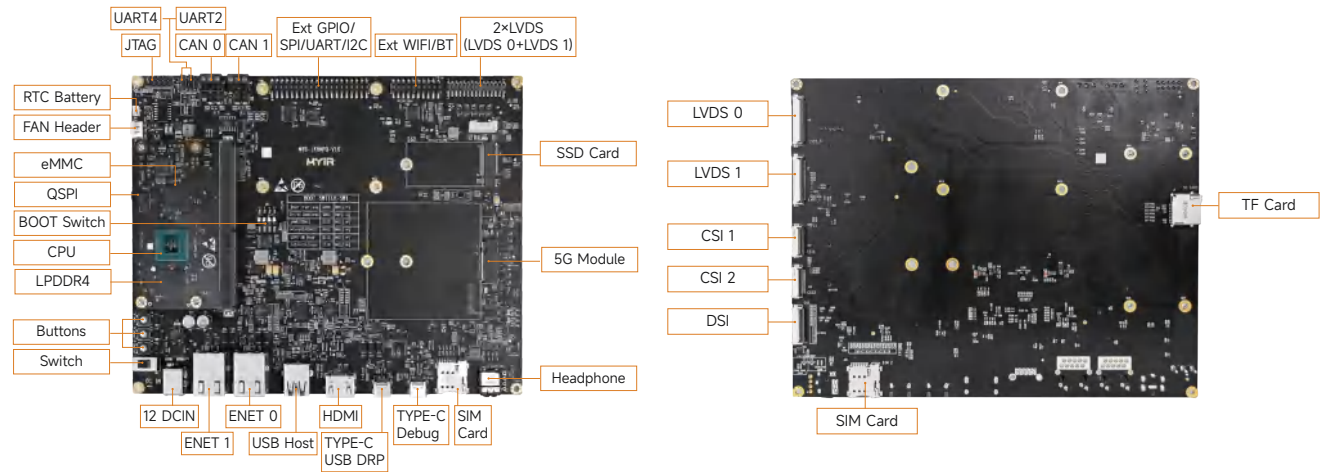 UART4
UART2
Ext GPIO/
SPI/UART/I2C
2×LVDS
(LVDS 0+LVDS 1)
JTAG
CAN 0
CAN 1
Ext WIFI/BT
RTC Battery
FAN Header
eMMC
QSPI
BOOT Switch
CPU
LPDDR4
Buttons
Switch
MYIR
BOOT SWITCH SW1
SSD Card
5G Module
Headphone
12 DCIN
ENET 1
ENET 0
USB Host
HDMI
TYPE-C
USB DRP
TYPE-C
Debug
SIM
Card
LVDS 0
LVDS 1
CSI 1
CSI 2
DSI
TF Card
SIM Card